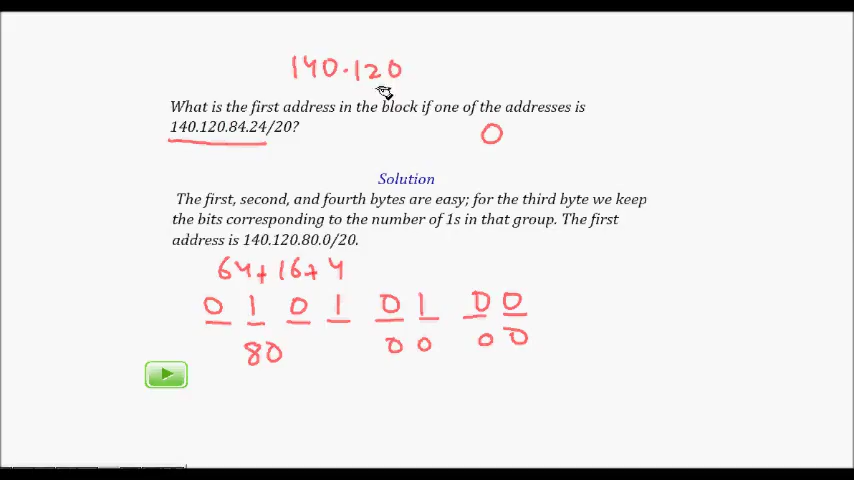 140.120
What is the first address in the block if one of the addresses is
140.120.84.24/20?
0
Solution
The first, second, and fourth bytes are easy; for the third byte we keep
the bits corresponding to the number of 1s in that group. The first
address is 140.120.80.0/20.
64+16+4
0 1 0 1 0 1 0 0
80 0 0 0 0